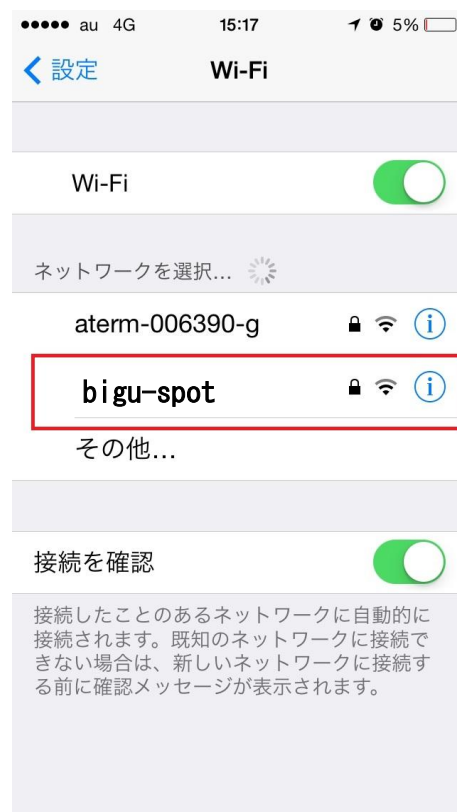 au 4G 15:17 5%
設定 Wi-Fi
Wi-Fi
ネットワークを選択...
aterm-006390-g
bigu-spot
その他...
接続を確認
接続したことのあるネットワークに自動的に
接続されます。既知のネットワークに接続で
きない場合は、新しいネットワークに接続す
る前に確認メッセージが表示されます。